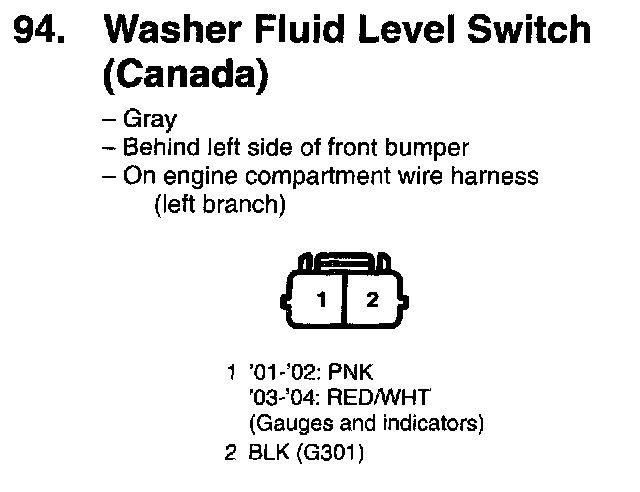 94. Washer Fluid Level Switch
(Canada)
– Gray
– Behind left side of front bumper
– On engine compartment wire harness
(left branch)
1 2
1 '01-'02: PNK
'03-'04: RED/WHT
(Gauges and indicators)
2 BLK (G301)